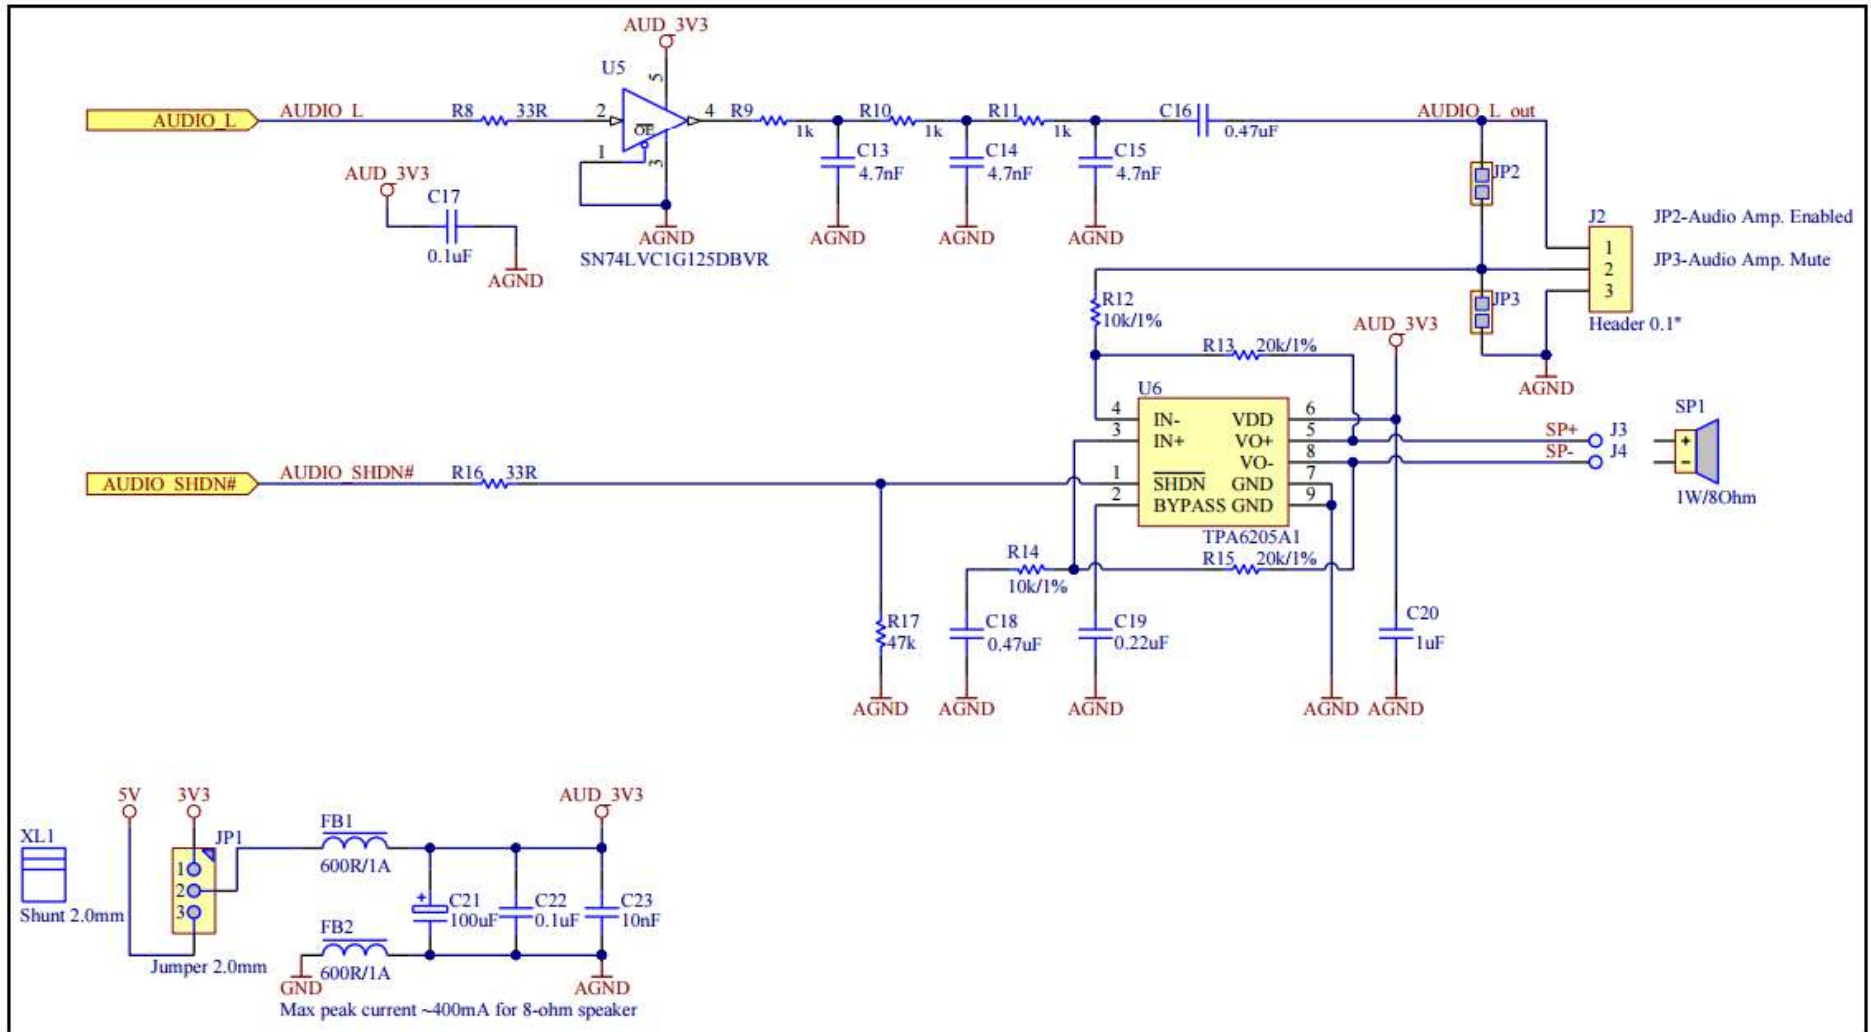 AUD_3V3
U5
5
AUDIO_L
AUDIO_L
R8
33R
2
OE
4
R9
1k
R10
1k
R11
1k
C16
0.47uF
AUDIO_L_out
1
3
C13
4.7nF
C14
4.7nF
C15
4.7nF
JP2
AUD_3V3
C17
0.1uF
AGND
AGND
SN74LVC1G125DBVR
AGND
AGND
AGND
J2
JP2-Audio Amp. Enabled
1
2
JP3-Audio Amp. Mute
3
JP3
Header 0.1"
R12
10k/1%
AUD_3V3
R13
20k/1%
AGND
U6
4
IN-
VDD
6
3
IN+
VO+
5
VO-
8
1
SHDN
GND
7
2
BYPASS
GND
9
TPA6205A1
SP+
J3
SP-
J4
SP1
+
-
1W/8Ohm
AUDIO_SHDN#
AUDIO_SHDN#
R16
33R
R14
10k/1%
R15
20k/1%
R17
47k
C18
0.47uF
C19
0.22uF
C20
1uF
AGND
AGND
AGND
AGND
AGND
5V
3V3
AUD_3V3
XL1
JP1
FB1
600R/1A
1
2
3
Shunt 2.0mm
+
C21
100uF
C22
0.1uF
C23
10nF
FB2
600R/1A
Jumper 2.0mm
GND
AGND
Max peak current ~400mA for 8-ohm speaker